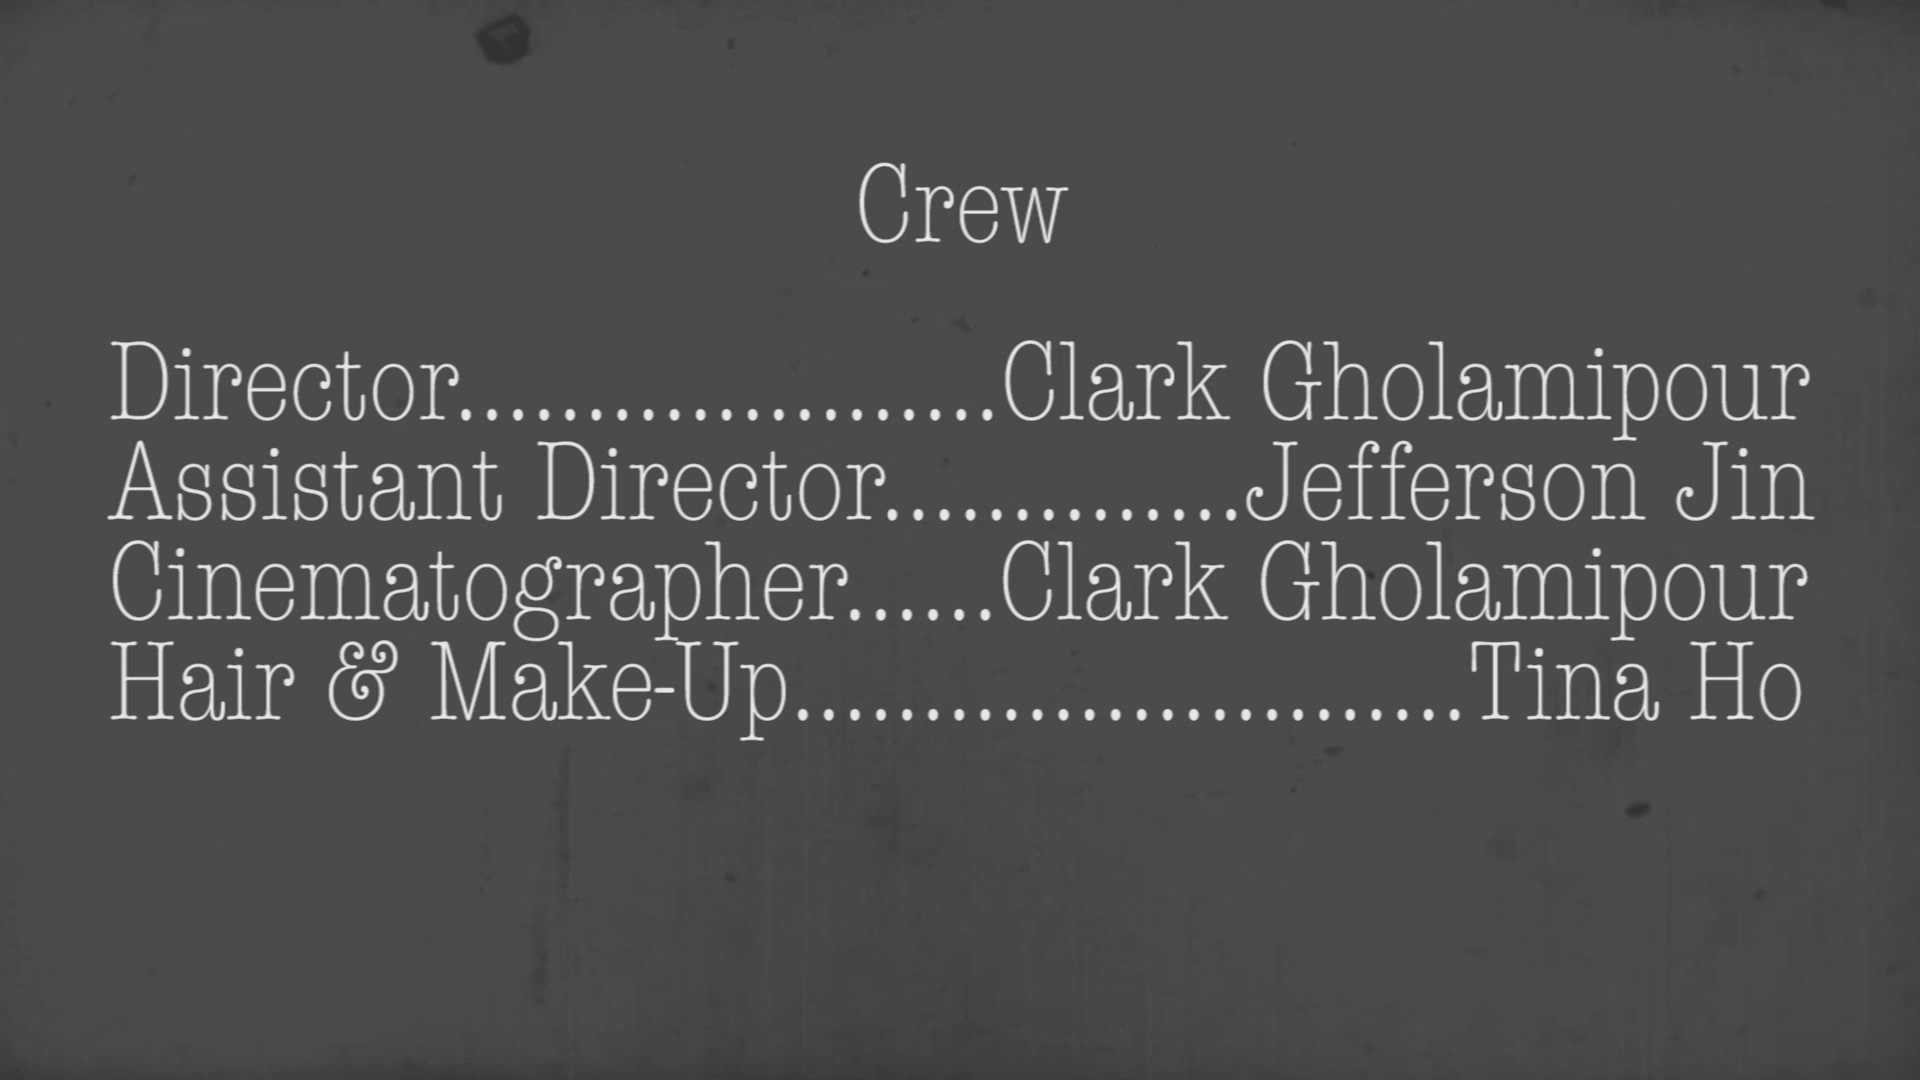 Crew
Director.....................Clark Gholamipour
Assistant Director..............Jefferson Jin
Cinematographer......Clark Gholamipour
Hair & Make-Up..........................Tina Ho